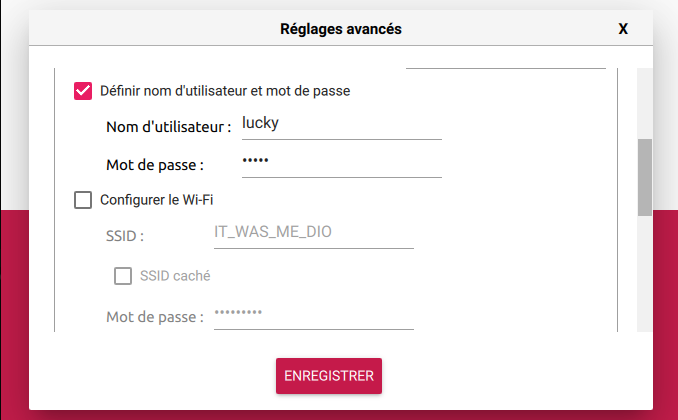 Réglages avancés X
Définir nom d'utilisateur et mot de passe
Nom d'utilisateur : lucky
Mot de passe : •••••
Configurer le Wi-Fi
SSID : IT_WAS_ME_DIO
SSID caché
Mot de passe : •••••••••
ENREGISTRER